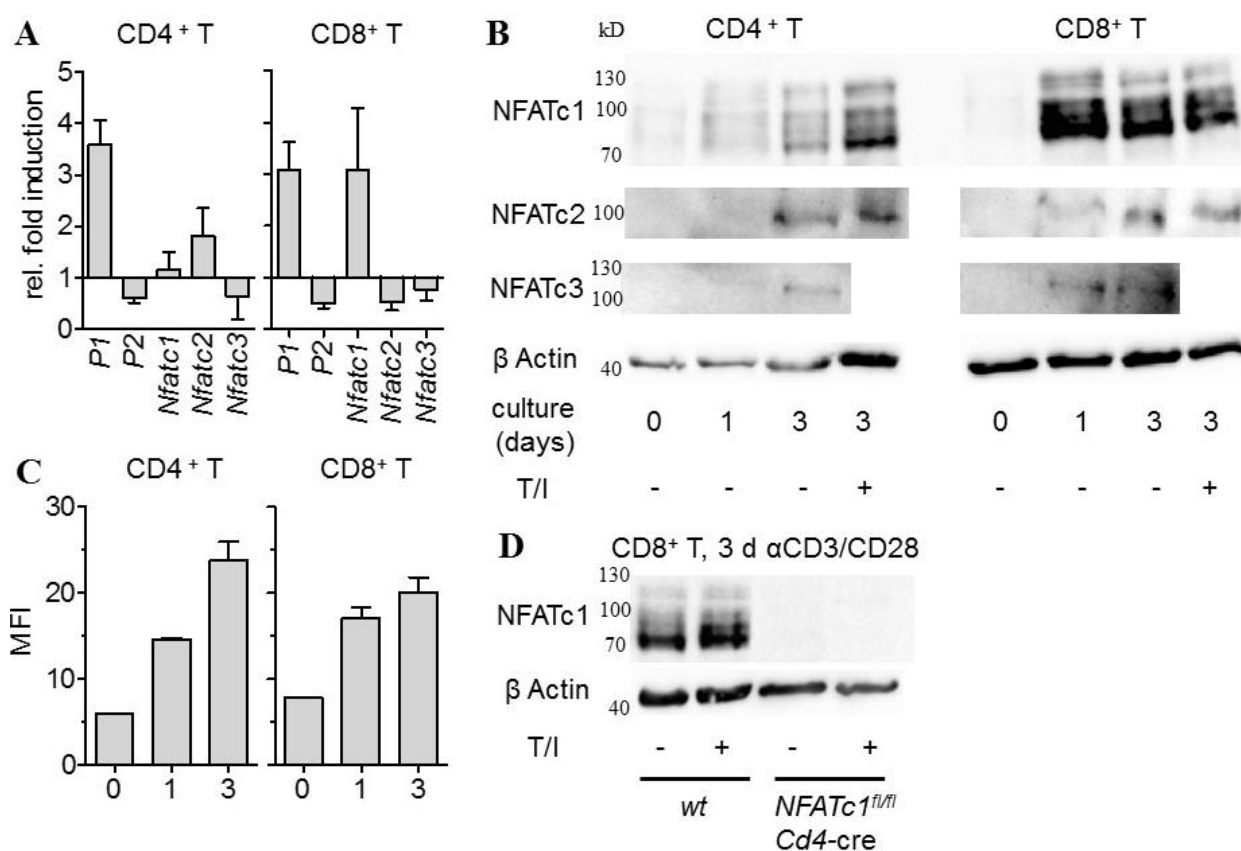 A
CD4 + T
CD8+ T
rel. fold induction
5
4
3
2
1
0
P1
P2
Nfatc1
Nfatc2
Nfatc3
P1
P2
Nfatc1
Nfatc2
Nfatc3
B
kD
CD4 + T
CD8+ T
NFATc1
130
100
70
NFATc2
100
NFATc3
130
100
β Actin
40
culture
(days)
0 1 3 3 0 1 3 3
T/I
- - - + - - - +
C
CD4 + T
CD8+ T
MFI
30
20
10
0
0 1 3
0 1 3
D
CD8+ T, 3 d αCD3/CD28
NFATc1
130
100
70
β Actin
40
T/I
- + - +
wt
NFATc1fl/fl
Cd4-cre